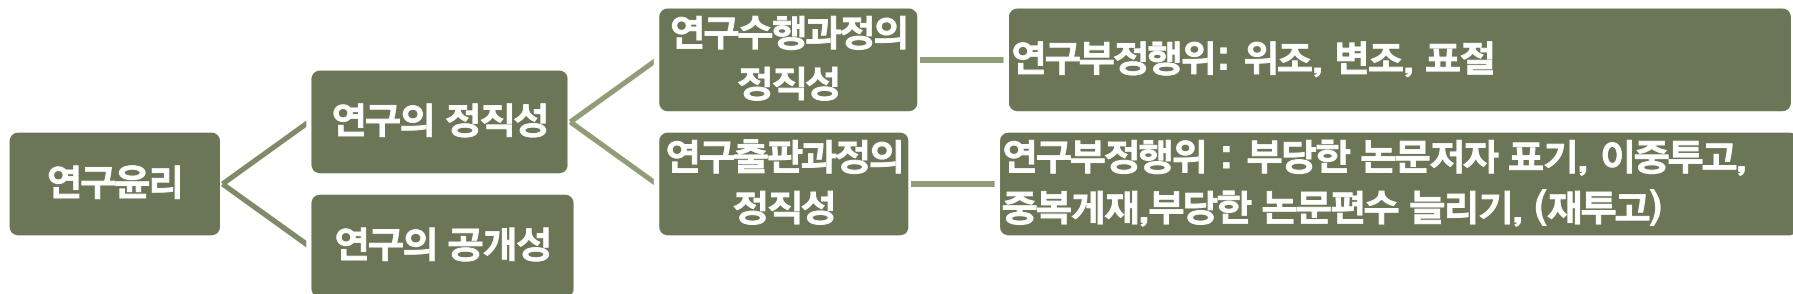 연구윤리
연구의 정직성
연구의 공개성
연구수행과정의
정직성
연구출판과정의
정직성
연구부정행위: 위조, 변조, 표절
연구부정행위 : 부당한 논문저자 표기, 이중투고,
중복게재,부당한 논문편수 늘리기, (재투고)